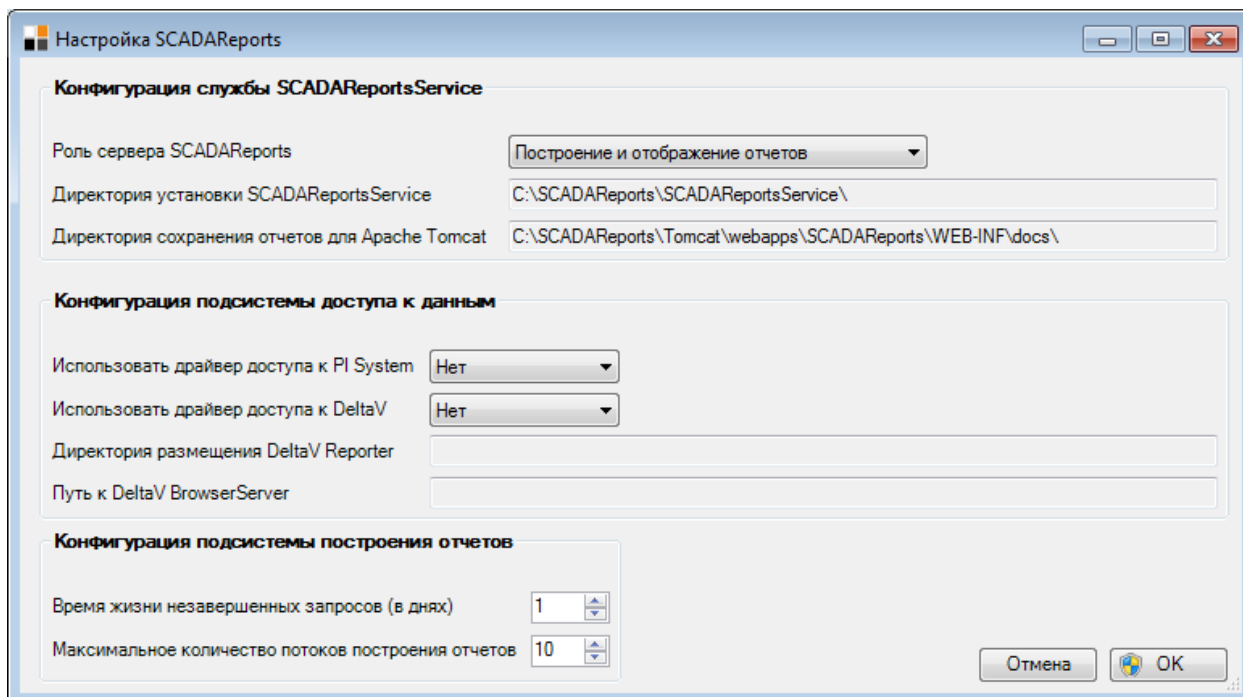 Настройка SCADAReports
Конфигурация службы SCADAReportsService
Роль сервера SCADAReports Построение и отображение отчетов
Директория установки SCADAReportsService C:\SCADAReports\SCADAReportsService\
Директория сохранения отчетов для Apache Tomcat C:\SCADAReports\Tomcat\webapps\SCADAReports\WEB-INF\docs\
Конфигурация подсистемы доступа к данным
Использовать драйвер доступа к PI System Нет
Использовать драйвер доступа к DeltaV Нет
Директория размещения DeltaV Reporter
Путь к DeltaV BrowserServer
Конфигурация подсистемы построения отчетов
Время жизни незавершенных запросов (в днях) 1
Максимальное количество потоков построения отчетов 10
Отмена OK